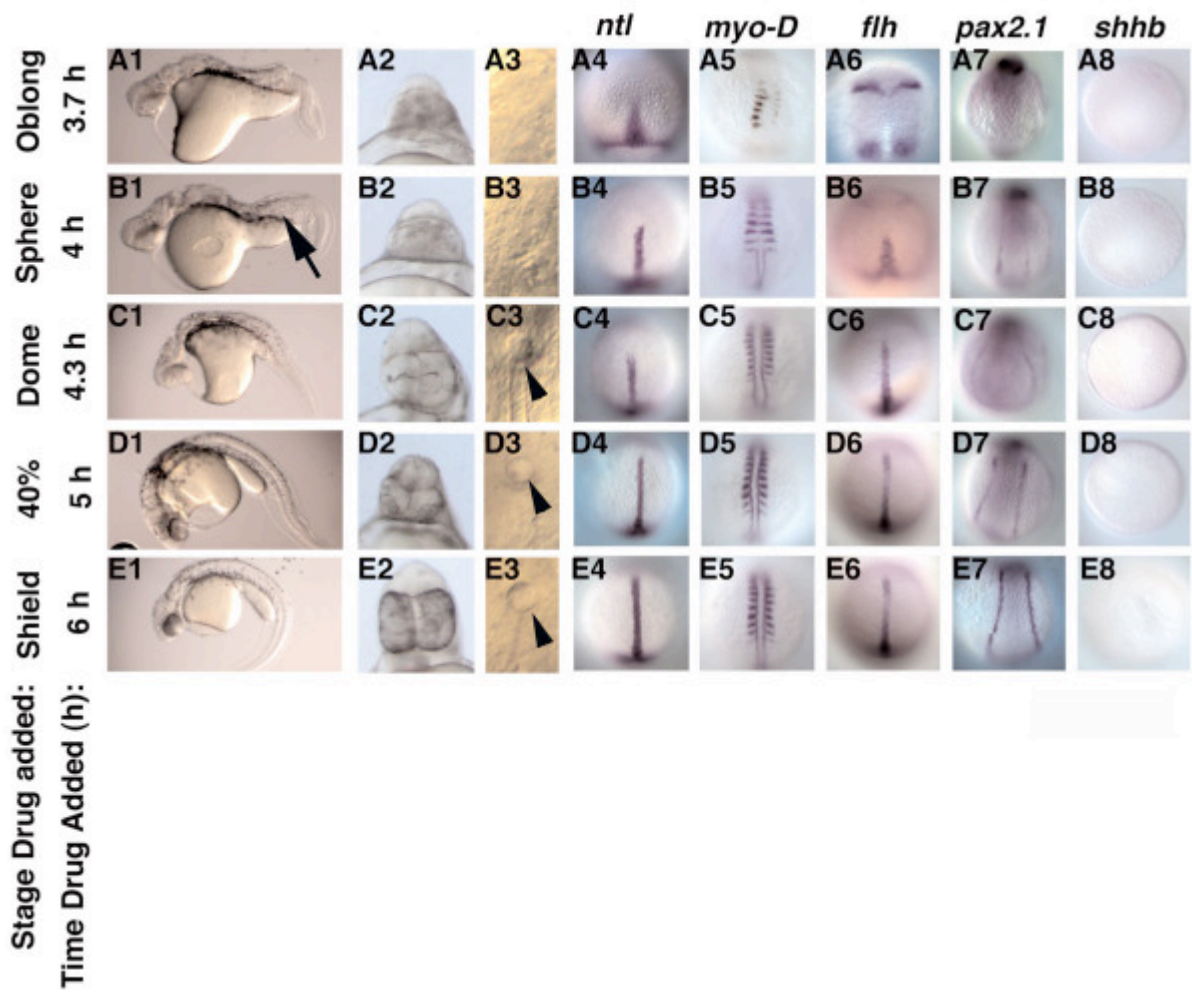 ntl myo-D flh pax2.1 shhb
Oblong
3.7 h
A1 A2 A3 A4 A5 A6 A7 A8
Sphere
4 h
B1 B2 B3 B4 B5 B6 B7 B8
Dome
4.3 h
C1 C2 C3 C4 C5 C6 C7 C8
40%
5 h
D1 D2 D3 D4 D5 D6 D7 D8
Shield
6 h
E1 E2 E3 E4 E5 E6 E7 E8
Stage Drug added:
Time Drug Added (h):